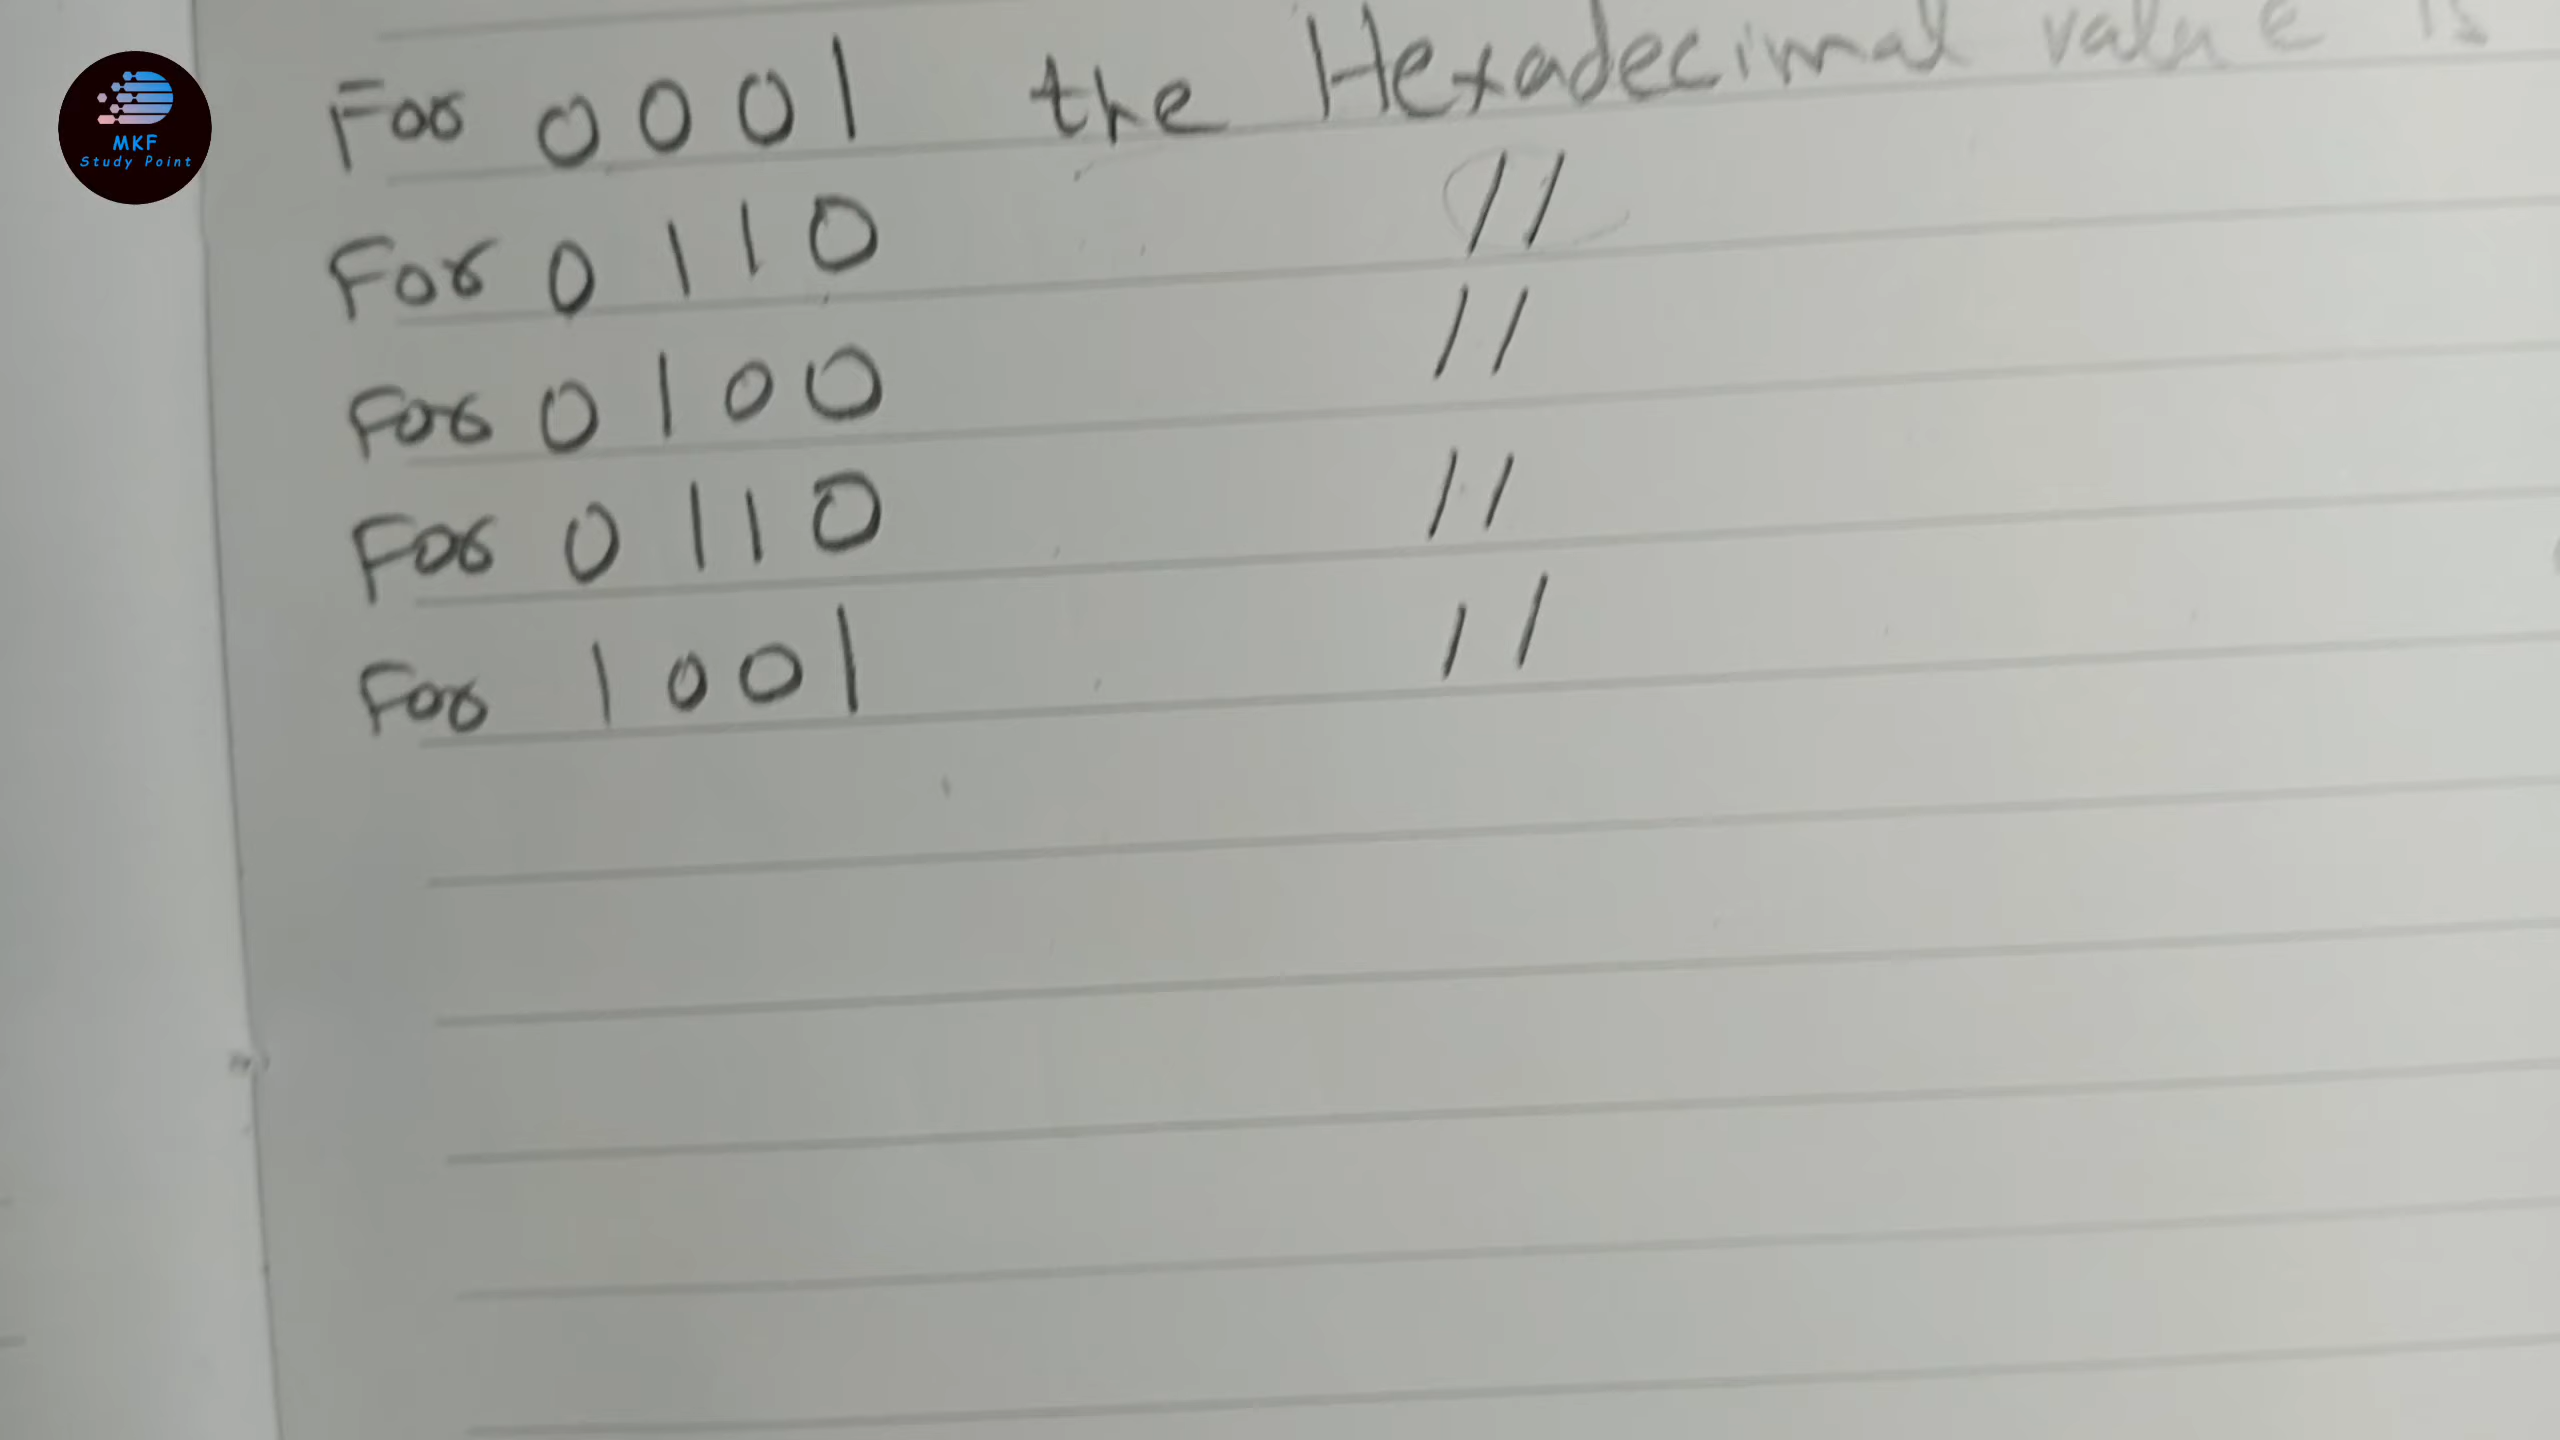 MKF
Study Point
For 0001 the Hexadecimal value is
For 0110 //
For 0100 //
For 0110 //
For 1001 //